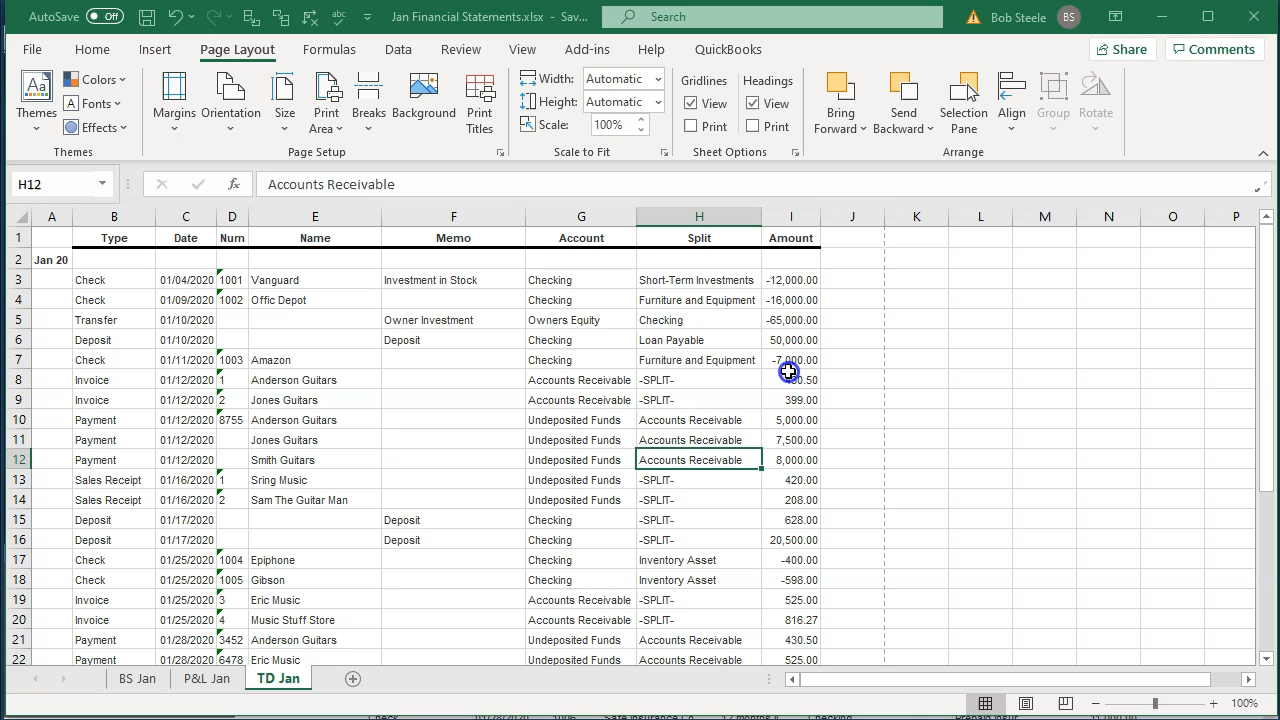 AutoSave Off Jan Financial Statements.xlsx - Sav... Search Bob Steele BS
File Home Insert Page Layout Formulas Data Review View Add-ins Help QuickBooks Share Comments
Themes Colors Fonts Effects Margins Orientation Size Print Area Breaks Background Print Titles Width: Automatic Height: Automatic Scale: 100% Gridlines View Print Headings View Print Bring Forward Send Backward Selection Pane Align Group Rotate
Themes Page Setup Scale to Fit Sheet Options Arrange
H12 fx Accounts Receivable
A B C D E F G H I J K L M N O P
1 Type Date Num Name Memo Account Split Amount
2 Jan 20
3 Check 01/04/2020 1001 Vanguard Investment in Stock Checking Short-Term Investments -12,000.00
4 Check 01/09/2020 1002 Offic Depot Checking Furniture and Equipment -16,000.00
5 Transfer 01/10/2020 Owner Investment Owners Equity Checking -65,000.00
6 Deposit 01/10/2020 Deposit Checking Loan Payable 50,000.00
7 Check 01/11/2020 1003 Amazon Checking Furniture and Equipment -7,000.00
8 Invoice 01/12/2020 1 Anderson Guitars Accounts Receivable -SPLIT-
9 Invoice 01/12/2020 2 Jones Guitars Accounts Receivable -SPLIT- 399.00
10 Payment 01/12/2020 8755 Anderson Guitars Undeposited Funds Accounts Receivable 5,000.00
11 Payment 01/12/2020 Jones Guitars Undeposited Funds Accounts Receivable 7,500.00
12 Payment 01/12/2020 Smith Guitars Undeposited Funds Accounts Receivable 8,000.00
13 Sales Receipt 01/16/2020 1 Sring Music Undeposited Funds -SPLIT- 420.00
14 Sales Receipt 01/16/2020 2 Sam The Guitar Man Undeposited Funds -SPLIT- 208.00
15 Deposit 01/17/2020 Deposit Checking -SPLIT- 628.00
16 Deposit 01/17/2020 Deposit Checking -SPLIT- 20,500.00
17 Check 01/25/2020 1004 Epiphone Checking Inventory Asset -400.00
18 Check 01/25/2020 1005 Gibson Checking Inventory Asset -598.00
19 Invoice 01/25/2020 3 Eric Music Accounts Receivable -SPLIT- 525.00
20 Invoice 01/25/2020 4 Music Stuff Store Accounts Receivable -SPLIT- 816.27
21 Payment 01/28/2020 3452 Anderson Guitars Undeposited Funds Accounts Receivable 430.50
22 Payment 01/28/2020 6478 Eric Music Undeposited Funds Accounts Receivable 525.00
BS Jan P&L Jan TD Jan
100%